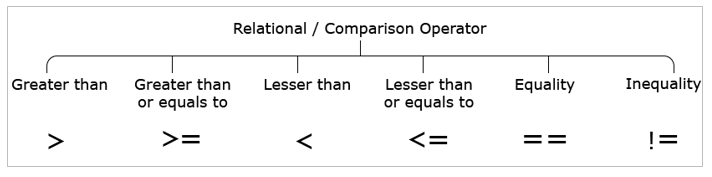 Relational / Comparison Operator
Greater than
Greater than
or equals to
Lesser than
Lesser than
or equals to
Equality
Inequality
>
>=
<
<=
==
!=